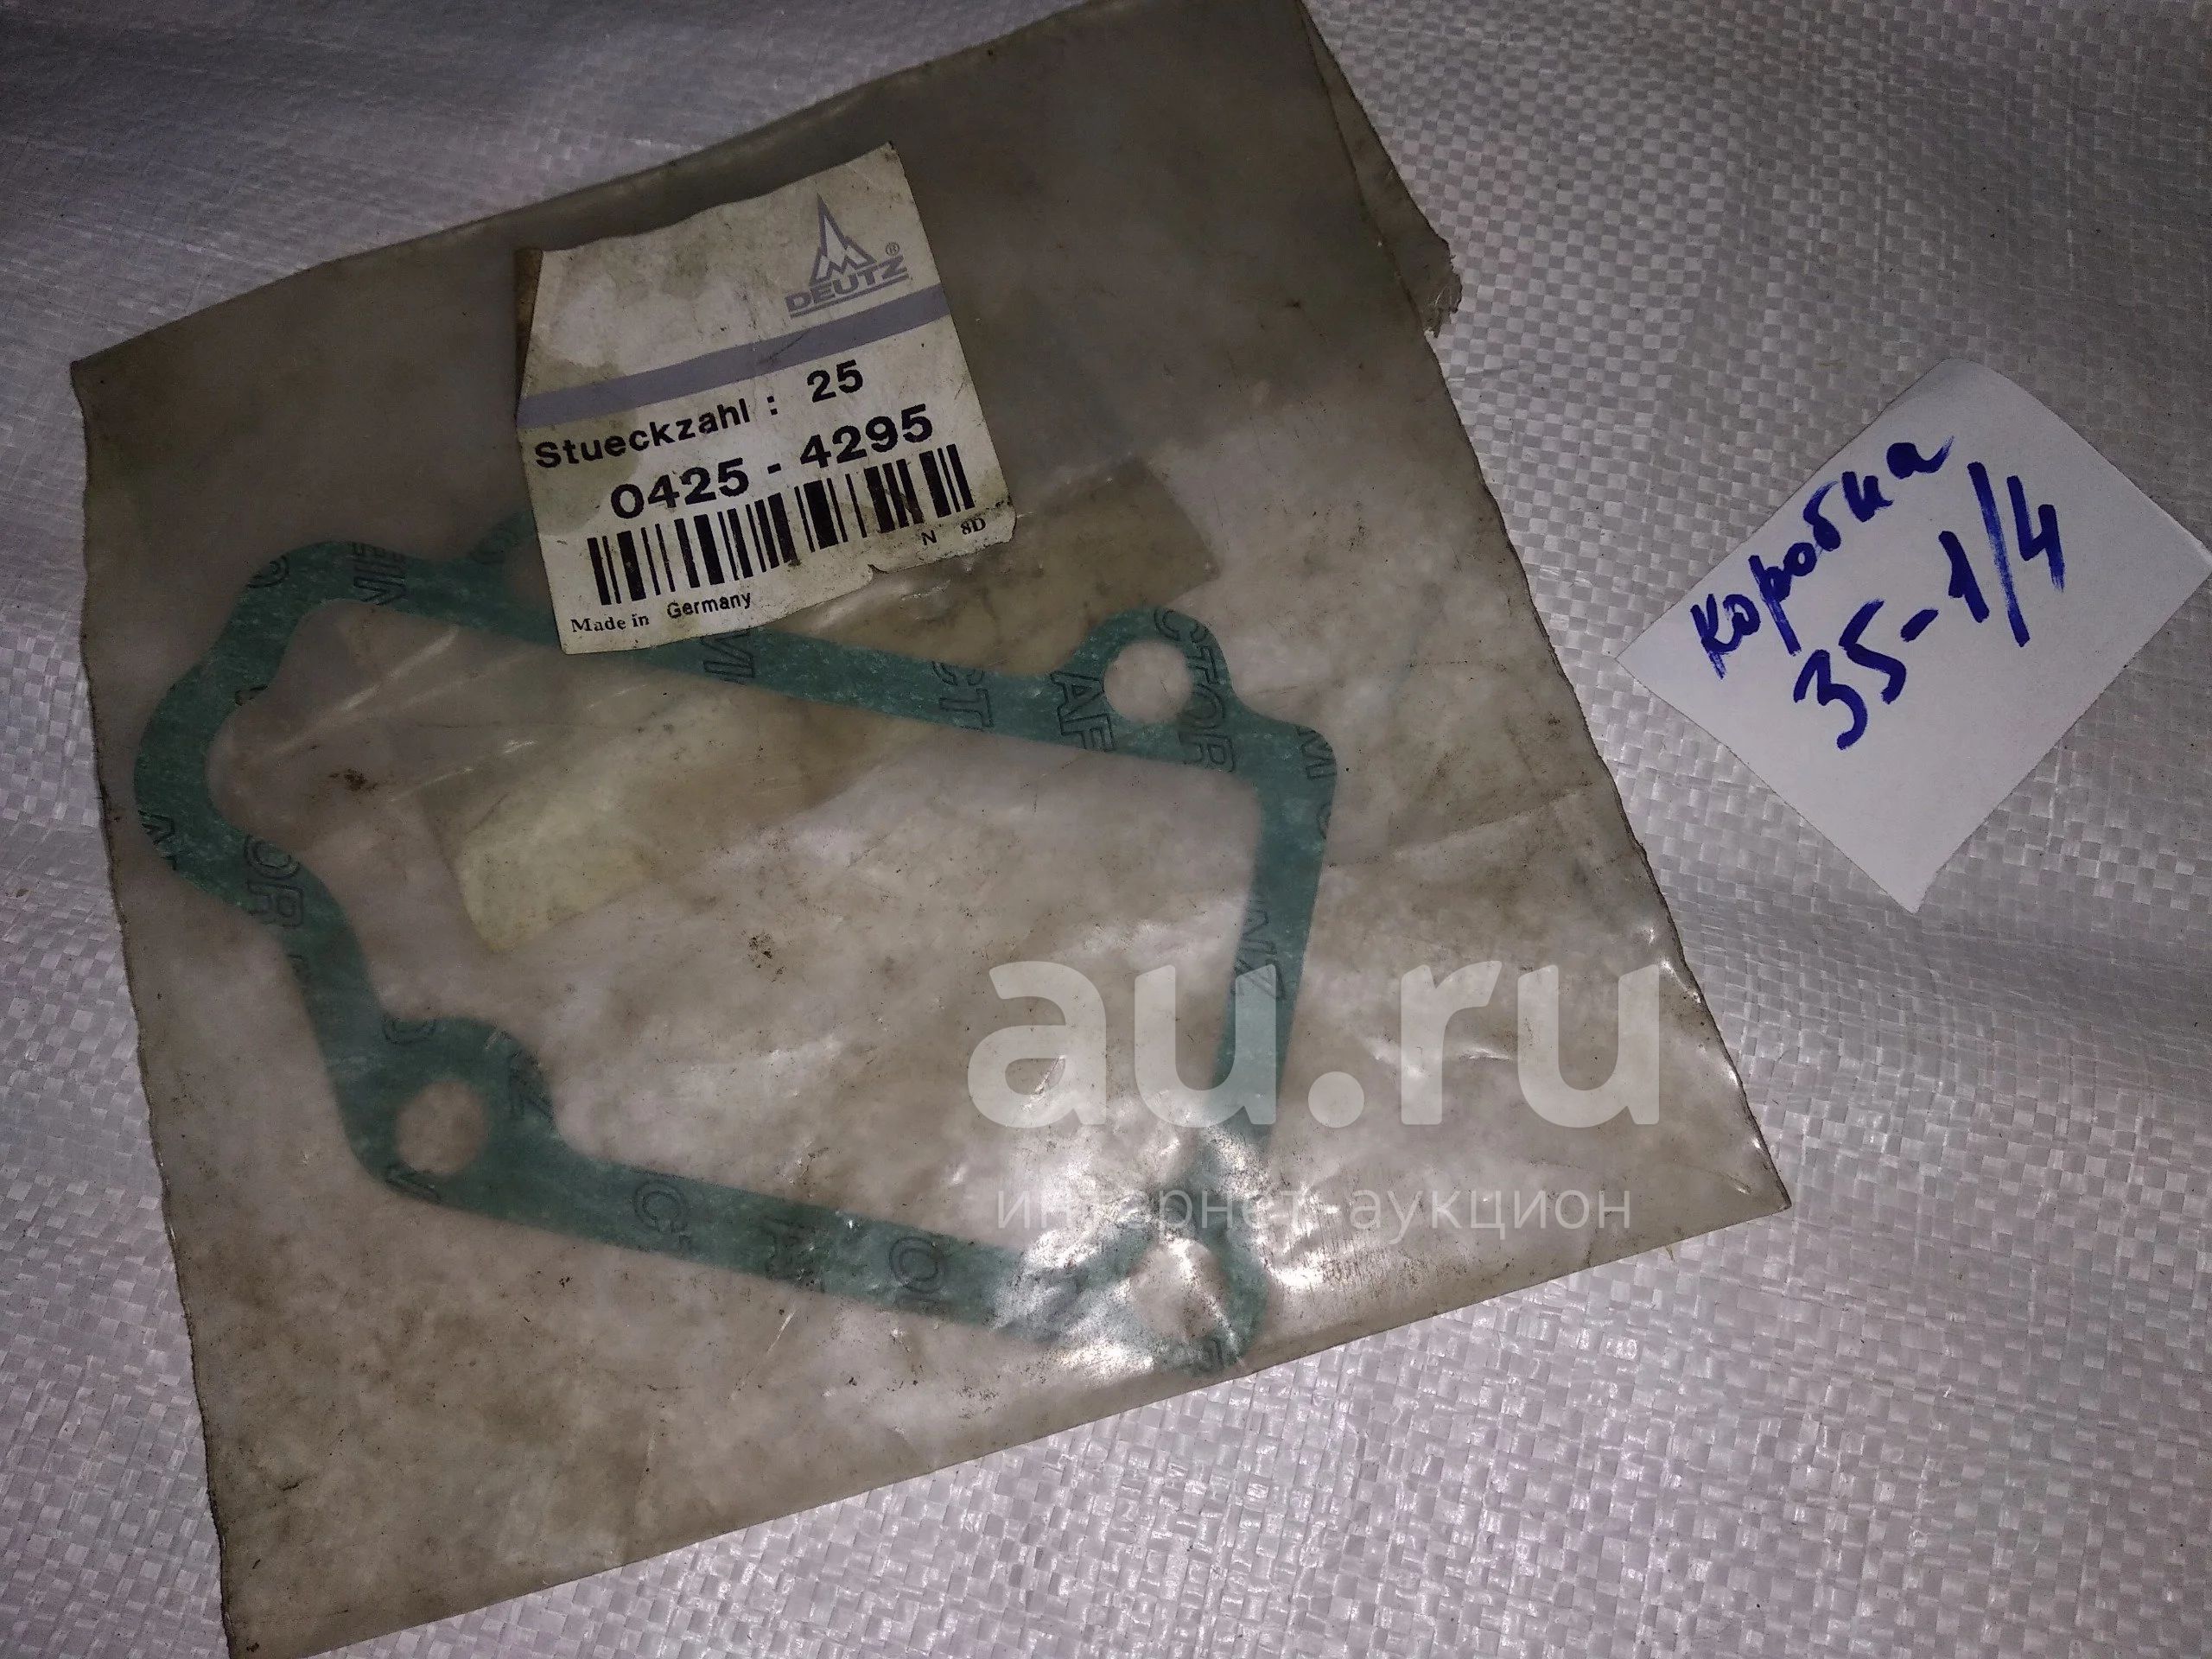 DEUTZ®
Stueckzahl : 25
0425 - 4295
N 8D
Made in Germany
коробка
35-1/4
au.ru
интернет-аукцион